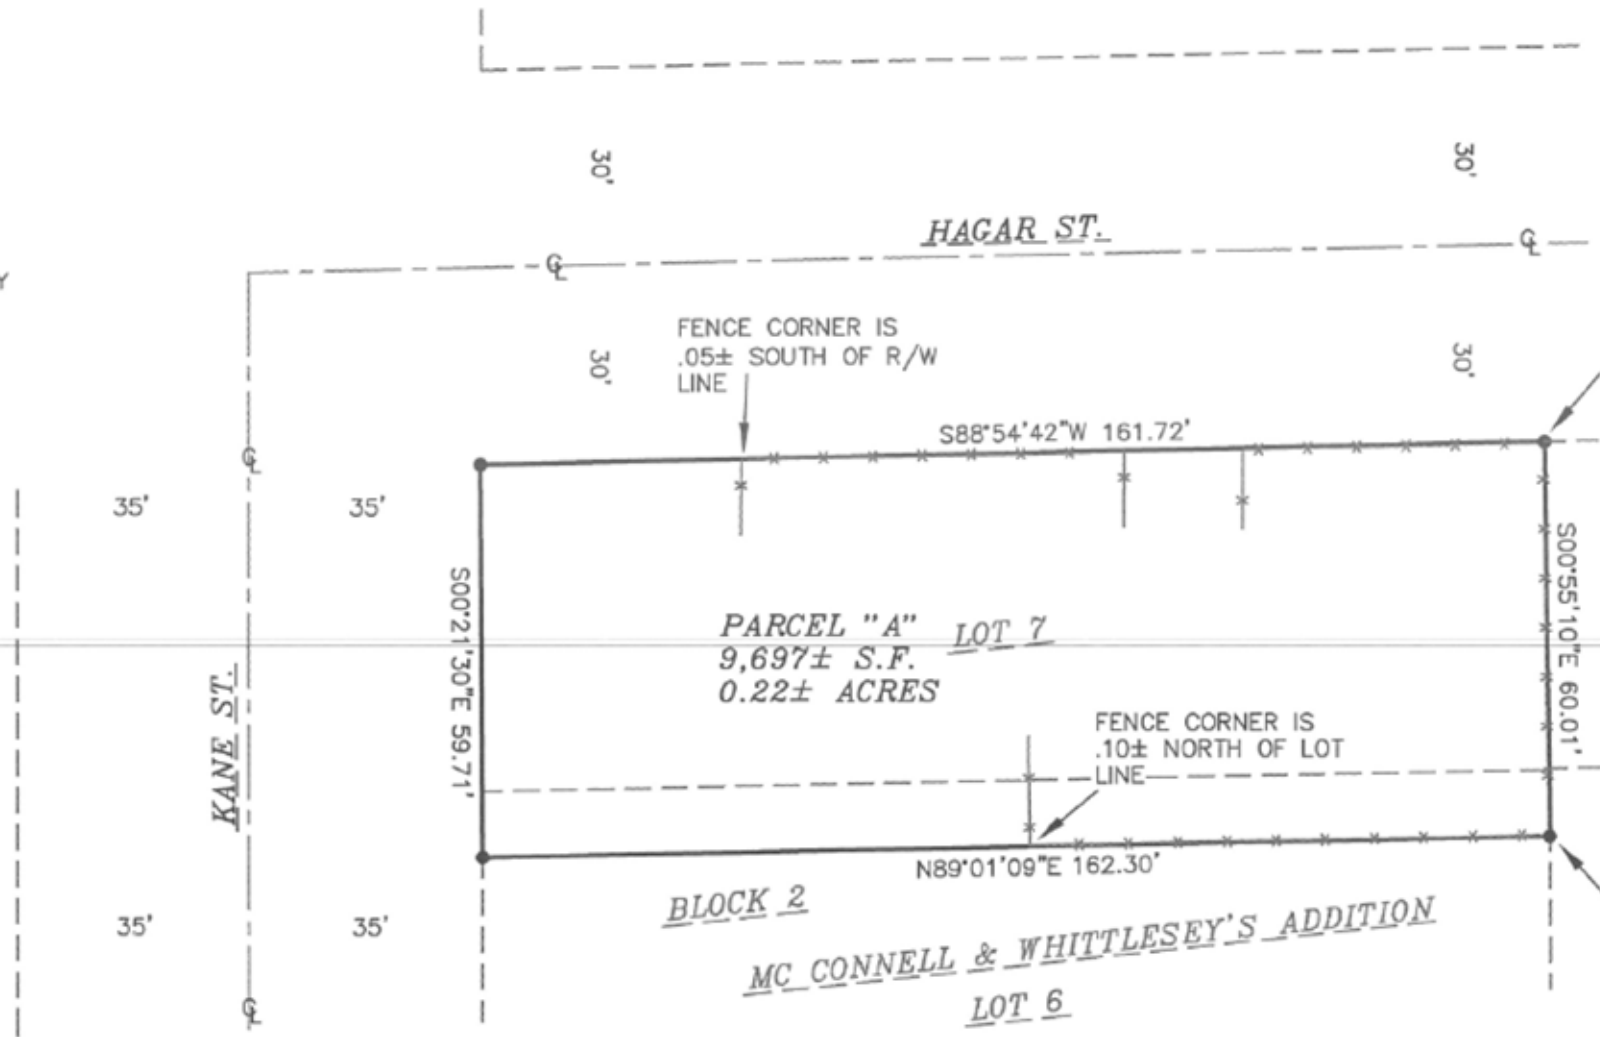 30'
30'
HAGAR ST.
℄
℄
Y
FENCE CORNER IS
.05± SOUTH OF R/W
LINE
30'
30'
S88°54'42"W 161.72'
℄
35'
35'
S00°21'30"E 59.71'
S00°55'10"E 60.01'
PARCEL "A"
9,697± S.F.
0.22± ACRES
LOT 7
KANE ST.
FENCE CORNER IS
.10± NORTH OF LOT
LINE
N89°01'09"E 162.30'
BLOCK 2
35'
35'
MC CONNELL & WHITTLESEY'S ADDITION
LOT 6
℄